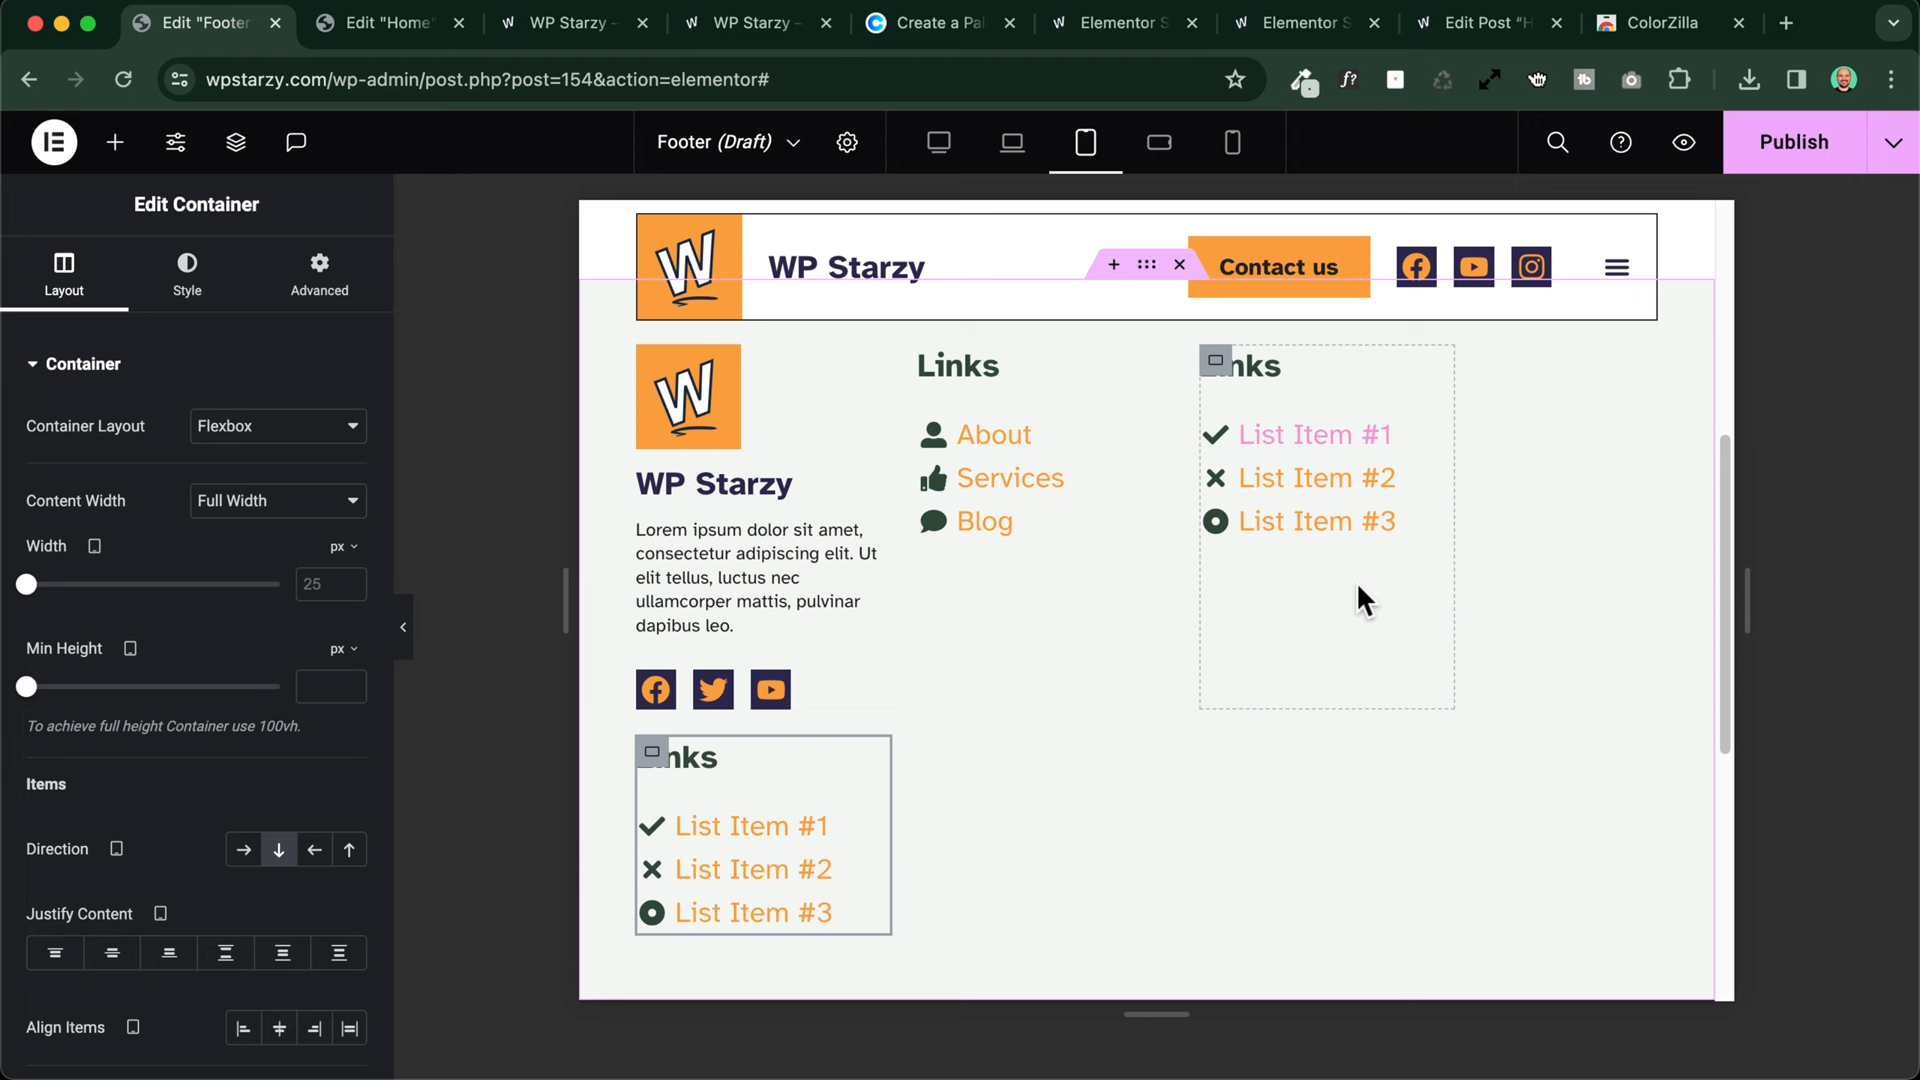 Edit "Footer
Edit "Home"
WP Starzy –
WP Starzy –
Create a Pal
Elementor S
Elementor S
Edit Post “H
ColorZilla
wpstarzy.com/wp-admin/post.php?post=154&action=elementor#
f?
tb
Footer (Draft)
Publish
Edit Container
Layout
Style
Advanced
Container
Container Layout
Flexbox
Content Width
Full Width
Width
px
25
Min Height
px
To achieve full height Container use 100vh.
Items
Direction
Justify Content
Align Items
W
WP Starzy
Contact us
W
WP Starzy
Lorem ipsum dolor sit amet,
consectetur adipiscing elit. Ut
elit tellus, luctus nec
ullamcorper mattis, pulvinar
dapibus leo.
Links
About
Services
Blog
nks
List Item #1
List Item #2
List Item #3
nks
List Item #1
List Item #2
List Item #3